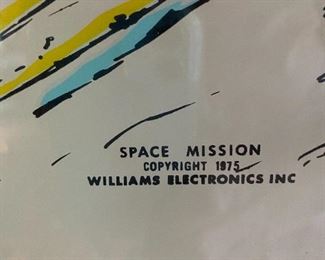 SPACE MISSION
COPYRIGHT 1975
WILLIAMS ELECTRONICS INC